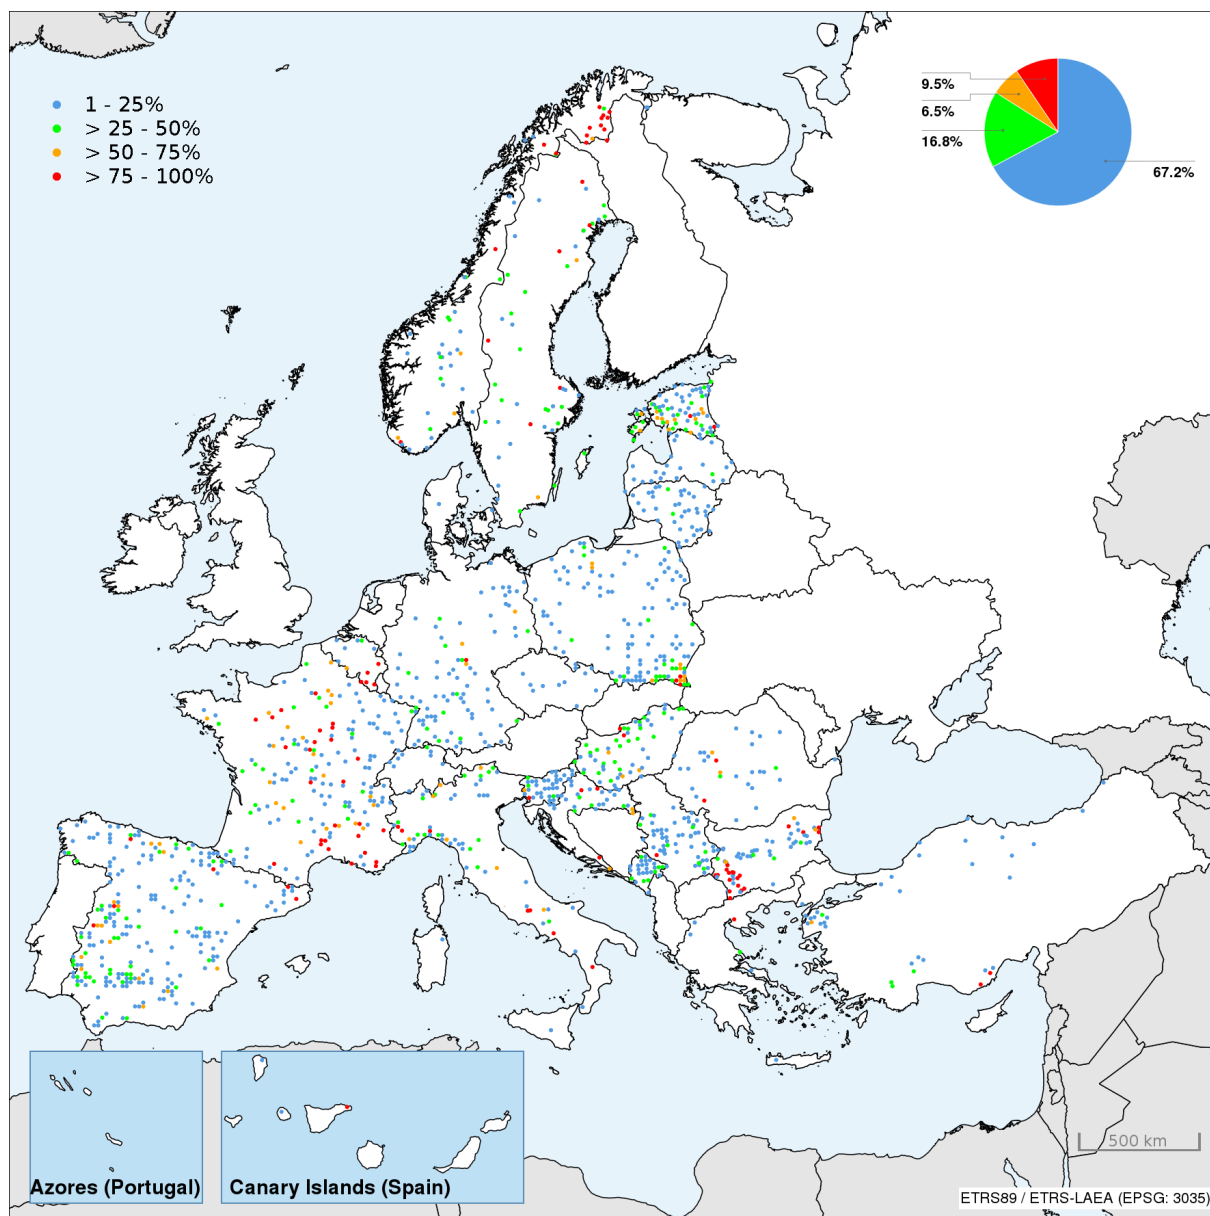 1 - 25%
> 25 - 50%
> 50 - 75%
> 75 - 100%
9.5%
6.5%
16.8%
67.2%
500 km
Azores (Portugal)
Canary Islands (Spain)
ETRS89 / ETRS-LAEA (EPSG: 3035)